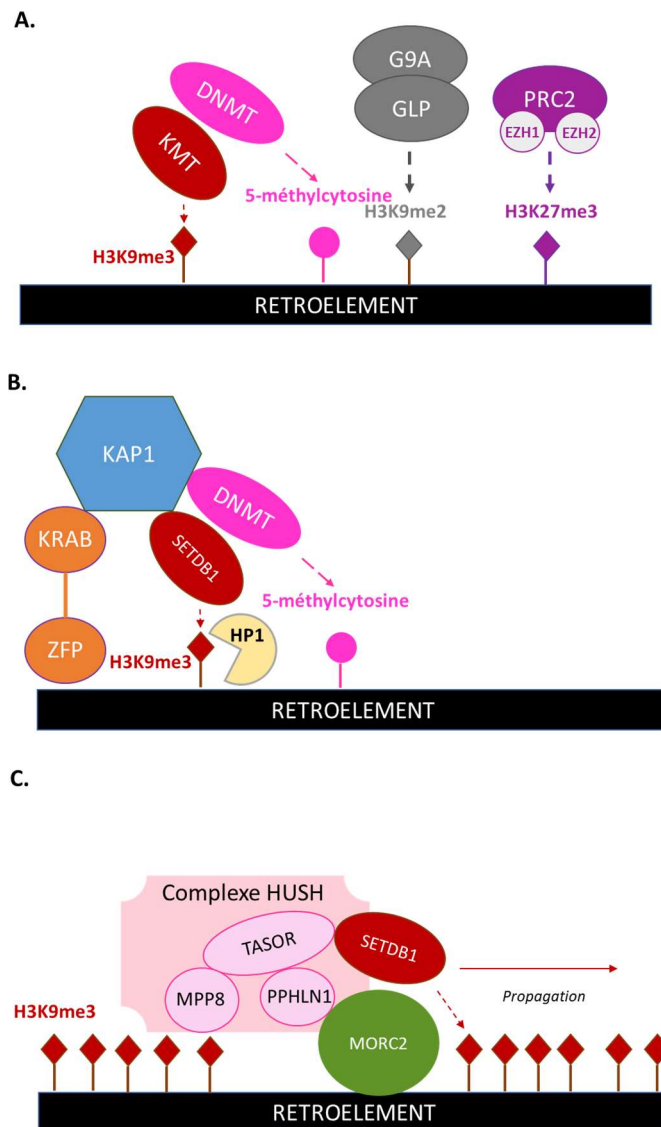 A.
G9A
DNMT
GLP
PRC2
KMT
EZH1
EZH2
5-méthylcytosine
H3K9me2
H3K27me3
H3K9me3
RETROELEMENT
B.
KAP1
DNMT
KRAB
SETDB1
5-méthylcytosine
HP1
ZFP
H3K9me3
RETROELEMENT
C.
Complexe HUSH
TASOR
SETDB1
MPP8
PPHLN1
Propagation
H3K9me3
MORC2
RETROELEMENT